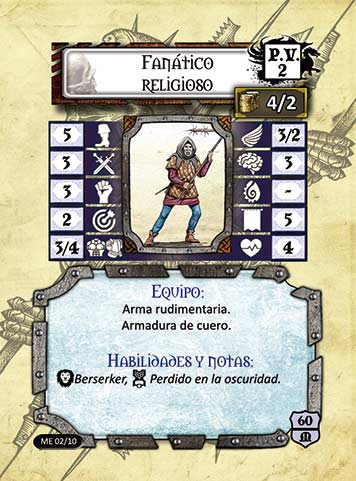 Fanático
religioso
P.V.
2
4/2
5
3/2
3
3
3
-
2
5
3/4
4
Equipo:
Arma rudimentaria.
Armadura de cuero.
Habilidades y notas:
Berserker, Perdido en la oscuridad.
60
M
ME 02/10